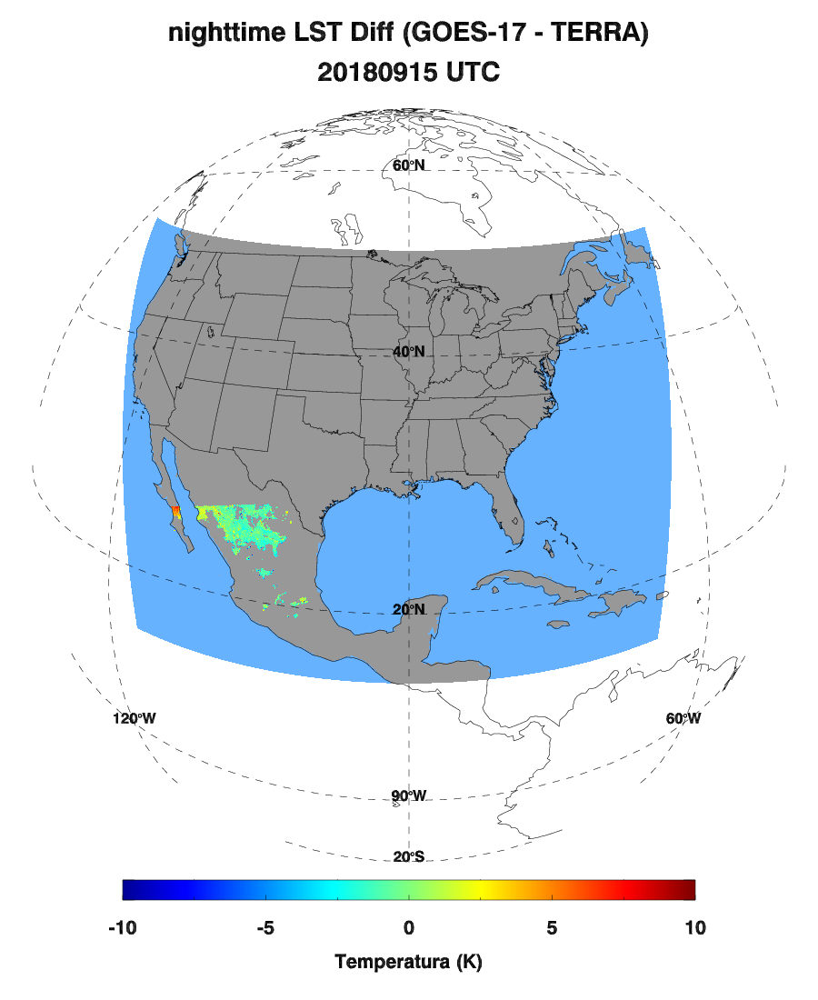 nighttime LST Diff (GOES-17 - TERRA)
20180915 UTC
60°N
40°N
20°N
120°W
60°W
90°W
20°S
-10 -5 0 5 10
Temperatura (K)